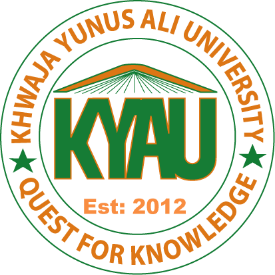 KHWAJA YUNUS ALI UNIVERSITY
KYAU
Est: 2012
QUEST FOR KNOWLEDGE